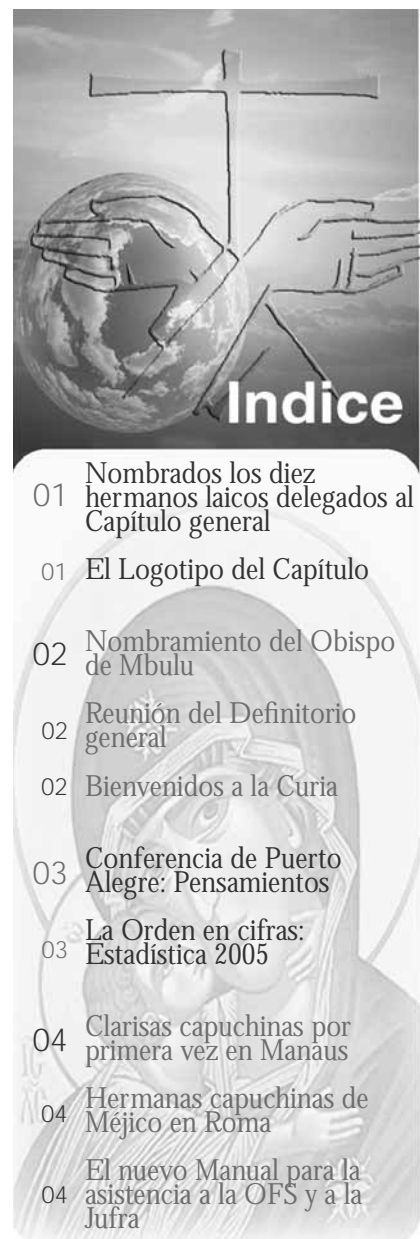 Indice
01 Nombrados los diez
hermanos laicos delegados al
Capítulo general
01 El Logotipo del Capítulo
02 Nombramiento del Obispo
de Mbulu
02 Reunión del Definitorio
general
02 Bienvenidos a la Curia
03 Conferencia de Puerto
Alegre: Pensamientos
03 La Orden en cifras:
Estadística 2005
04 Clarisas capuchinas por
primera vez en Manaus
04 Hermanas capuchinas de
Méjico en Roma
04 El nuevo Manual para la
asistencia a la OFS y a la
Jufra